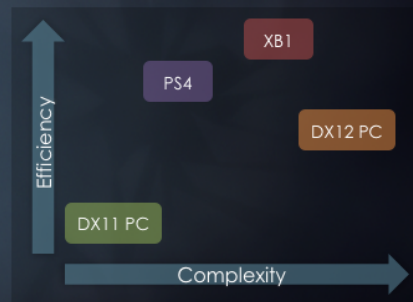 XB1
PS4
DX12 PC
Efficiency
DX11 PC
Complexity